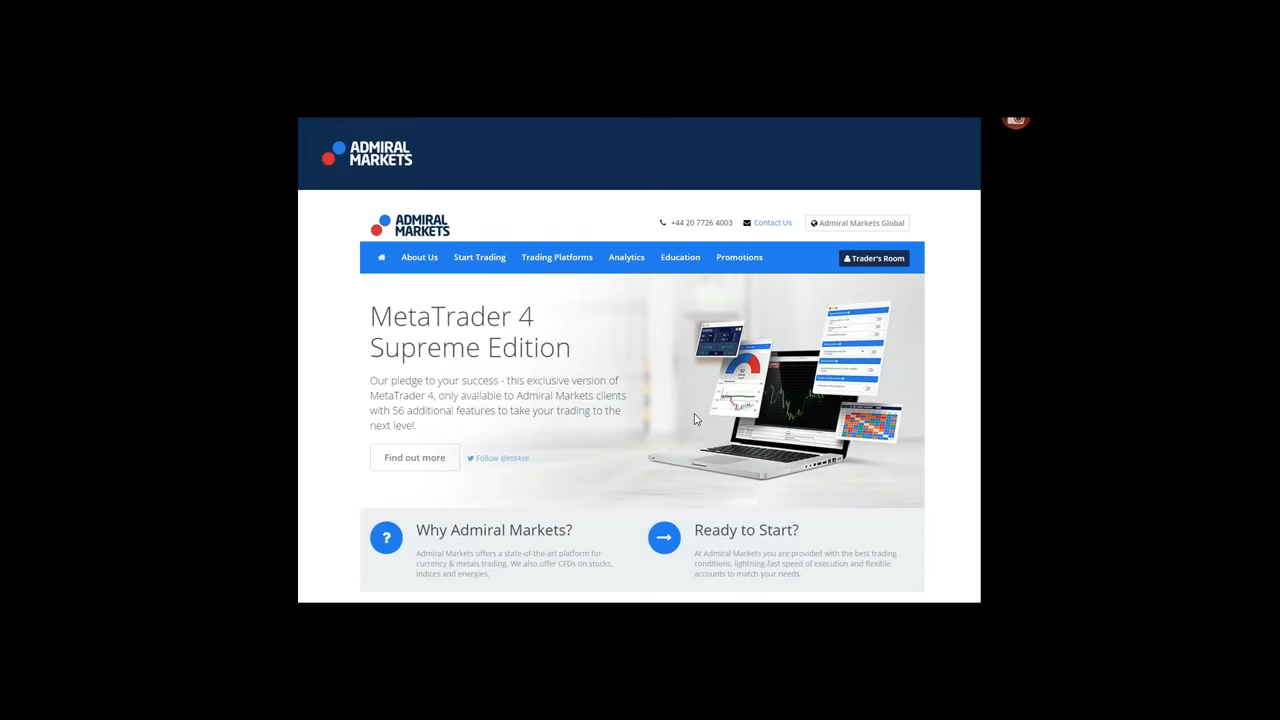 ADMIRAL
MARKETS
ADMIRAL
MARKETS
+44 20 7726 4003 Contact Us Admiral Markets Global
About Us Start Trading Trading Platforms Analytics Education Promotions Trader's Room
MetaTrader 4
Supreme Edition
Our pledge to your success - this exclusive version of
MetaTrader 4, only available to Admiral Markets clients
with 56 additional features to take your trading to the
next level.
Find out more Follow @mt4se
? Why Admiral Markets?
Admiral Markets offers a state-of-the-art platform for
currency & metals trading. We also offer CFDs on stocks,
indices and energies.
Ready to Start?
At Admiral Markets you are provided with the best trading
conditions, lightning-fast speed of execution and flexible
accounts to match your needs.